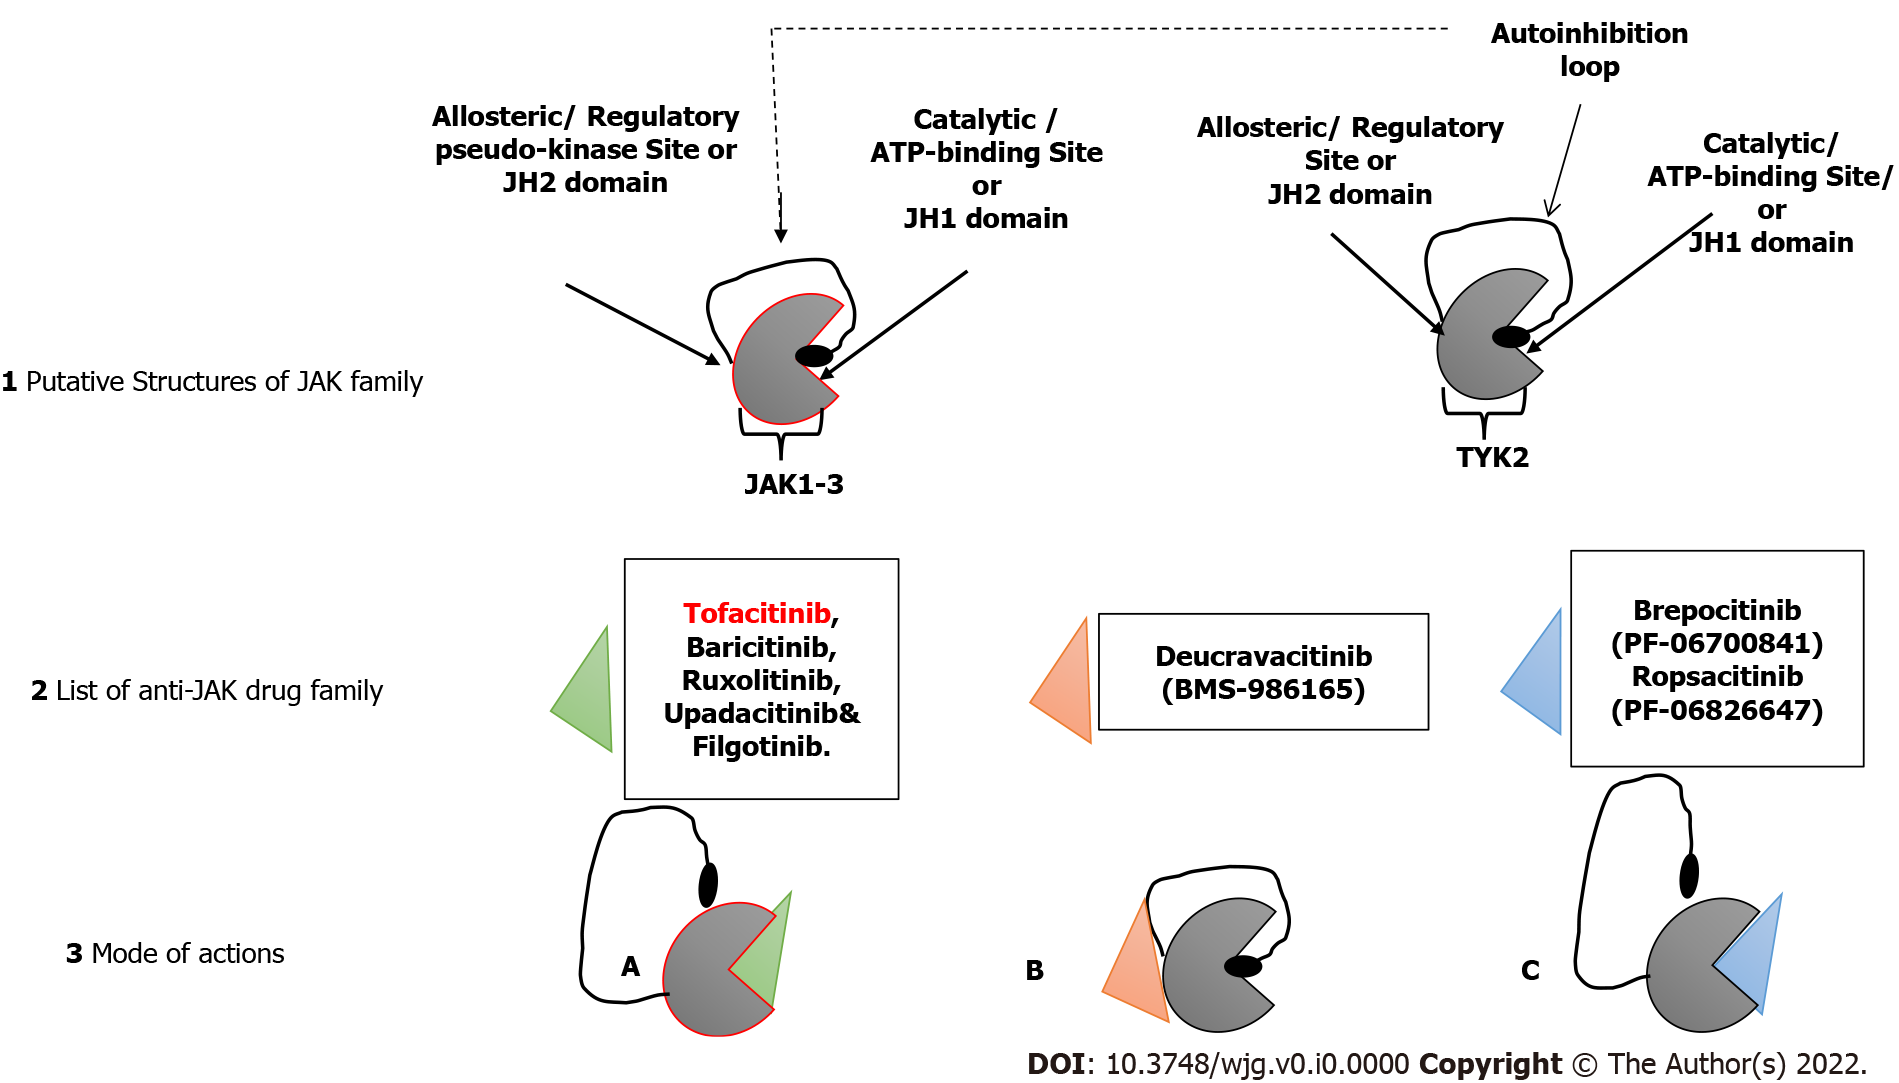 Autoinhibition
loop
Allosteric/ Regulatory
pseudo-kinase Site or
JH2 domain
Catalytic /
ATP-binding Site
or
JH1 domain
Allosteric/ Regulatory
Site or
JH2 domain
Catalytic/
ATP-binding Site/
or
JH1 domain
1 Putative Structures of JAK family
JAK1-3
TYK2
2 List of anti-JAK drug family
Tofacitinib,
Baricitinib,
Ruxolitinib,
Upadacitinib&
Filgotinib.
Deucravacitinib
(BMS-986165)
Brepocitinib
(PF-06700841)
Ropsacitinib
(PF-06826647)
3 Mode of actions
A
B
C
DOI: 10.3748/wjg.v0.i0.0000 Copyright © The Author(s) 2022.